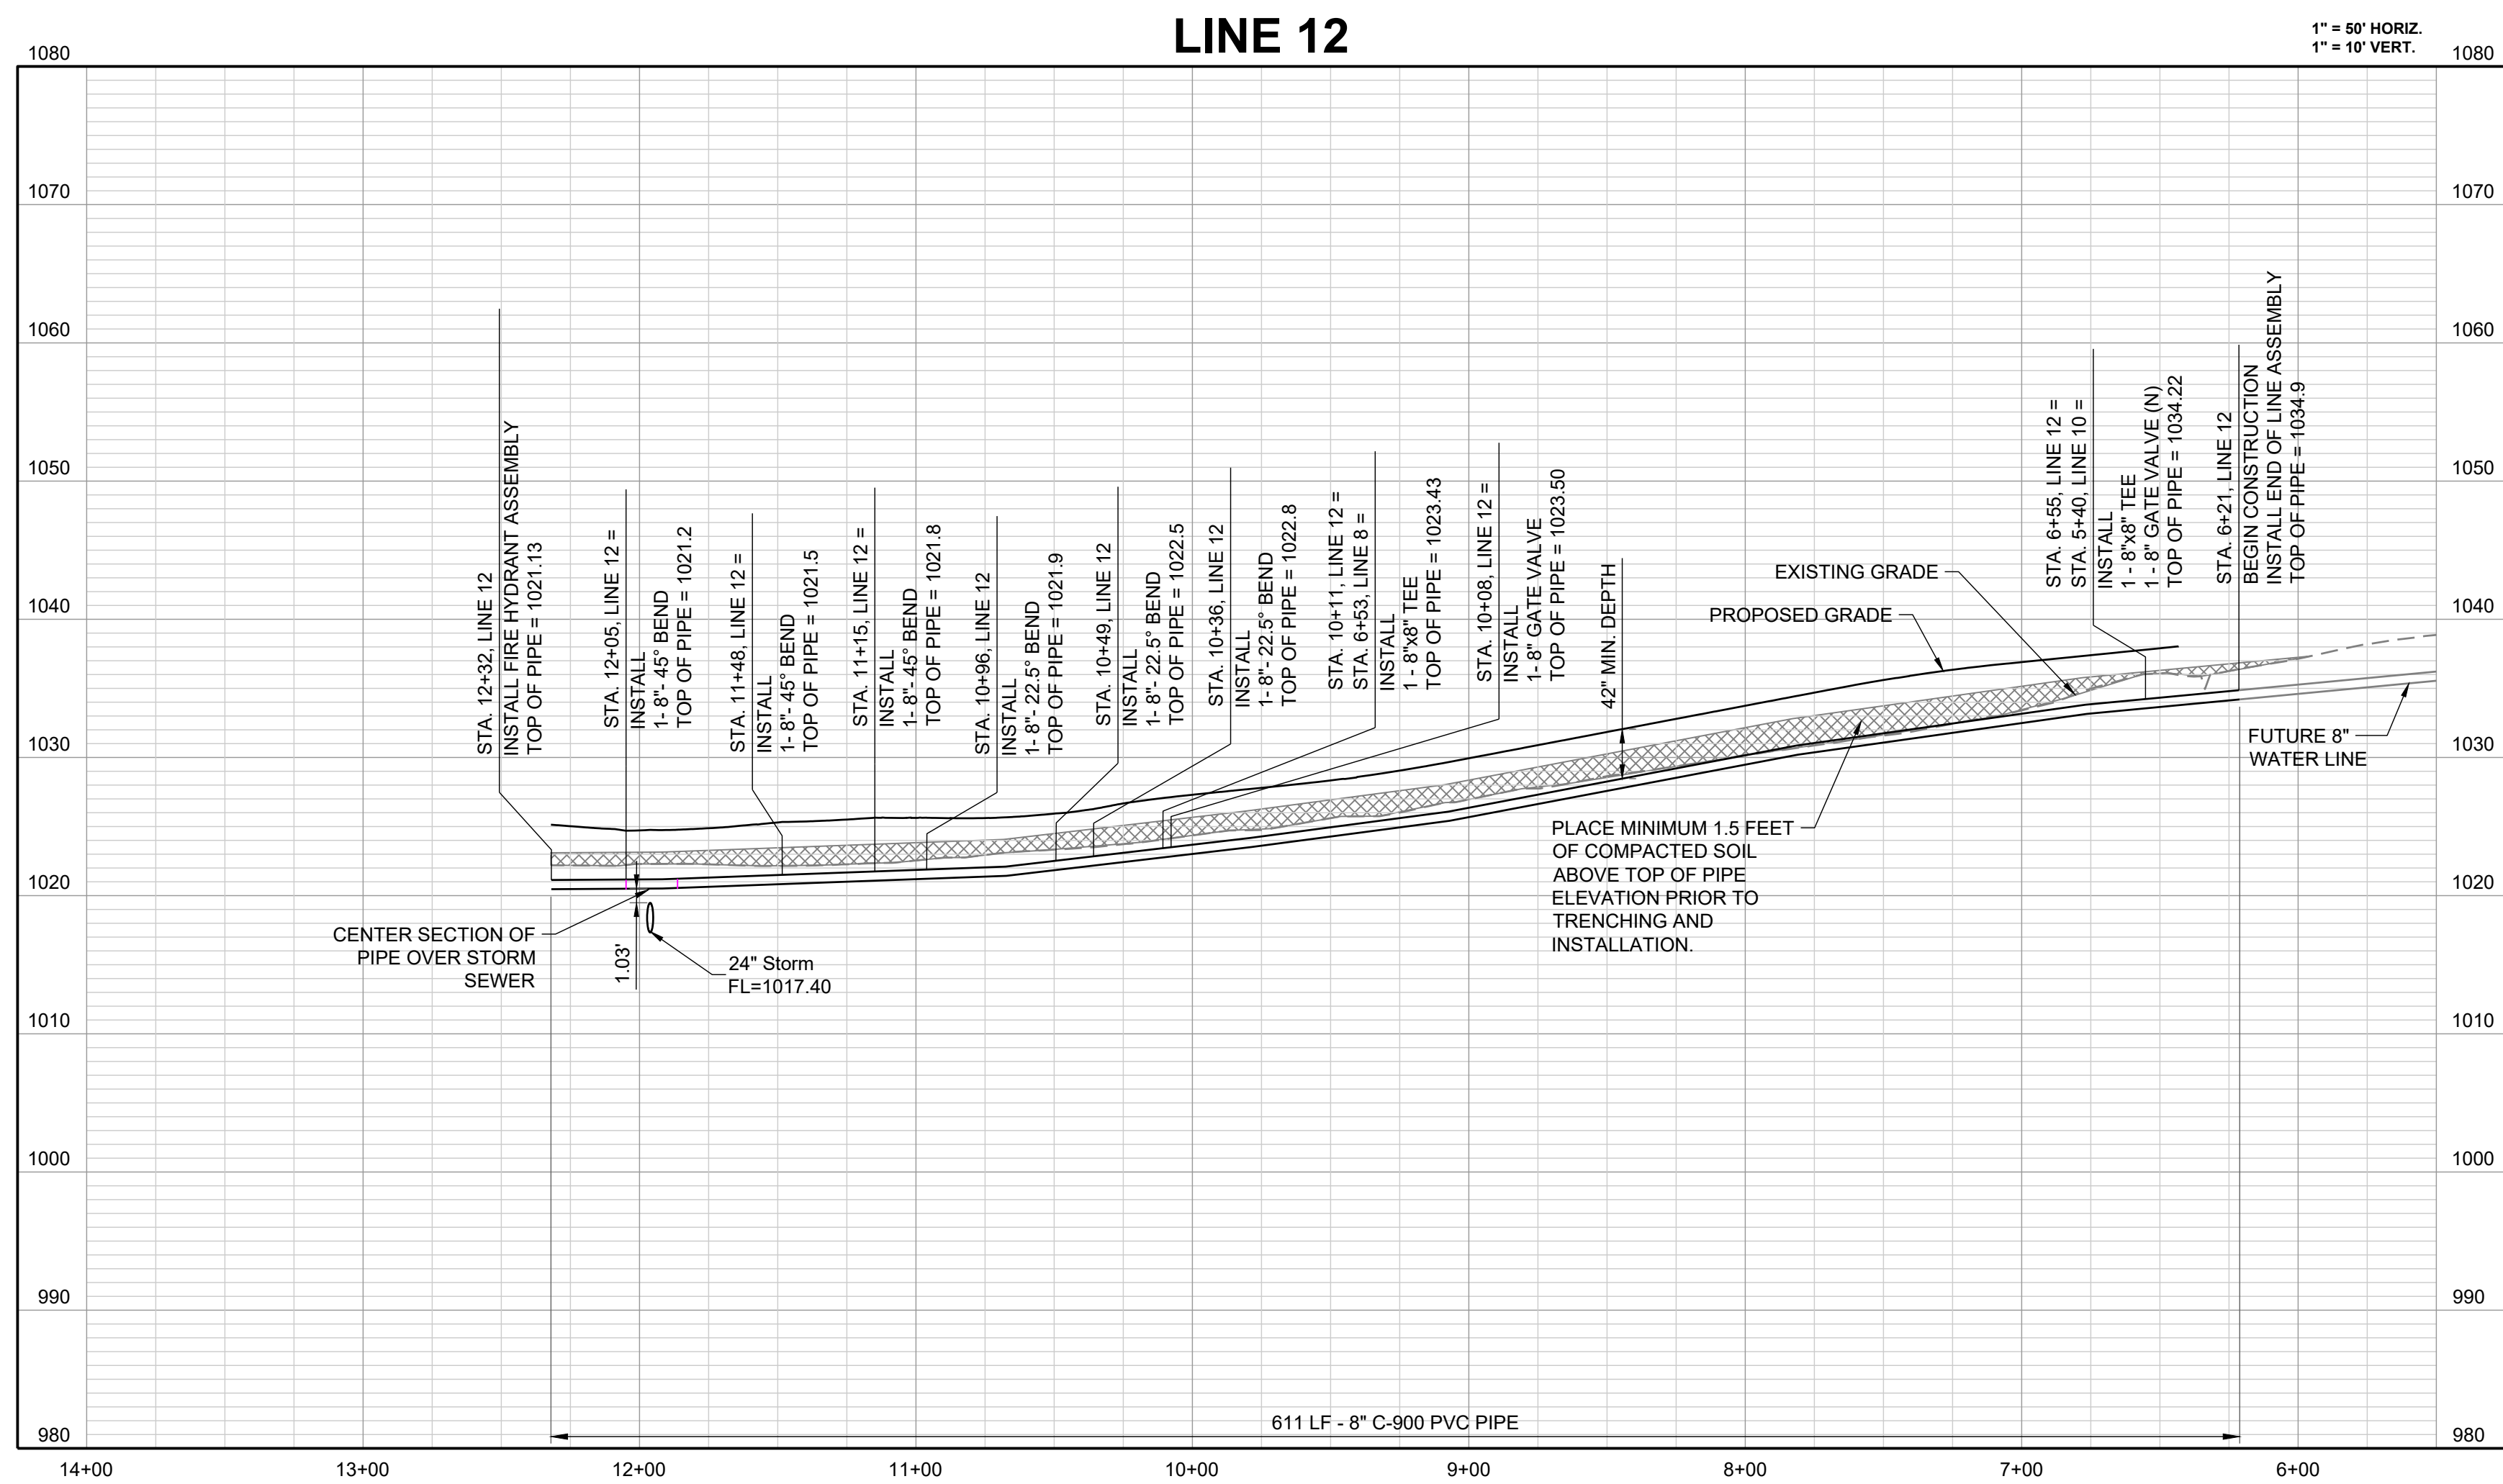 LINE 12
1" = 50' HORIZ.
1" = 10' VERT.
1080
1070
1060
1050
1040
1030
1020
1010
1000
990
980
1080
1070
1060
1050
1040
1030
1020
1010
1000
990
980
STA. 12+32, LINE 12
INSTALL FIRE HYDRANT ASSEMBLY
TOP OF PIPE = 1021.13
STA. 12+05, LINE 12 =
INSTALL
1- 8"- 45° BEND
TOP OF PIPE = 1021.2
STA. 11+48, LINE 12 =
INSTALL
1- 8"- 45° BEND
TOP OF PIPE = 1021.5
STA. 11+15, LINE 12 =
INSTALL
1- 8"- 45° BEND
TOP OF PIPE = 1021.8
STA. 10+96, LINE 12
INSTALL
1- 8"- 22.5° BEND
TOP OF PIPE = 1021.9
STA. 10+49, LINE 12
INSTALL
1- 8"- 22.5° BEND
TOP OF PIPE = 1022.5
STA. 10+36, LINE 12
INSTALL
1- 8"- 22.5° BEND
TOP OF PIPE = 1022.8
STA. 10+11, LINE 12 =
STA. 6+53, LINE 8 =
INSTALL
1 - 8"x8" TEE
TOP OF PIPE = 1023.43
STA. 10+08, LINE 12 =
INSTALL
1- 8" GATE VALVE
TOP OF PIPE = 1023.50
42" MIN. DEPTH
EXISTING GRADE
PROPOSED GRADE
STA. 6+55, LINE 12 =
STA. 5+40, LINE 10 =
INSTALL
1 - 8"x8" TEE
1 - 8" GATE VALVE (N)
TOP OF PIPE = 1034.22
STA. 6+21, LINE 12
BEGIN CONSTRUCTION
INSTALL END OF LINE ASSEMBLY
TOP OF PIPE = 1034.9
FUTURE 8"
WATER LINE
PLACE MINIMUM 1.5 FEET
OF COMPACTED SOIL
ABOVE TOP OF PIPE
ELEVATION PRIOR TO
TRENCHING AND
INSTALLATION.
CENTER SECTION OF
PIPE OVER STORM
SEWER
1.03'
24" Storm
FL=1017.40
611 LF - 8" C-900 PVC PIPE
14+00
13+00
12+00
11+00
10+00
9+00
8+00
7+00
6+00